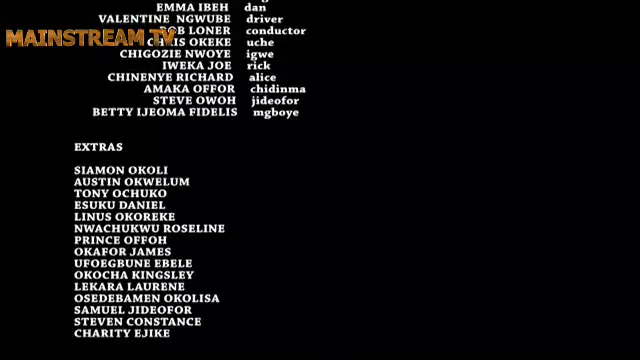 EMMA IBEH dan
VALENTINE NGWUBE driver
ROB LONER conductor
MAINSTREAM TV
CHRIS OKEKE uche
CHIGOZIE NWOYE igwe
IWEKA JOE rick
CHINENYE RICHARD alice
AMAKA OFFOR chidinma
STEVE OWOH jideofor
BETTY IJEOMA FIDELIS mgboye
EXTRAS
SIAMON OKOLI
AUSTIN OKWELUM
TONY OCHUKO
ESUKU DANIEL
LINUS OKOREKE
NWACHUKWU ROSELINE
PRINCE OFFOH
OKAFOR JAMES
UFOEGBUNE EBELE
OKOCHA KINGSLEY
LEKARA LAURENE
OSEDEBAMEN OKOLISA
SAMUEL JIDEOFOR
STEVEN CONSTANCE
CHARITY EJIKE